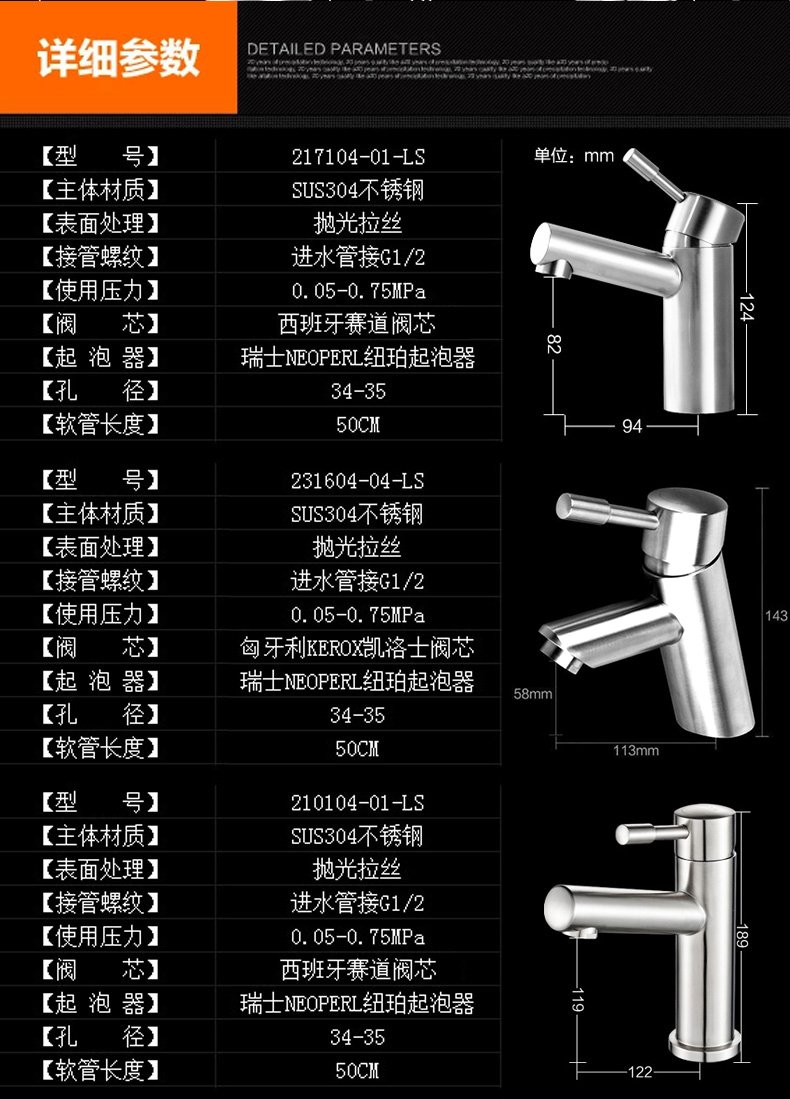 详细参数
DETAILED PARAMETERS
【型 号】 217104-01-LS
单位：mm
【主体材质】 SUS304不锈钢
【表面处理】 抛光拉丝
【接管螺纹】 进水管接G1/2
【使用压力】 0.05-0.75MPa
【阀 芯】 西班牙赛道阀芯
【起 泡 器】 瑞士NEOPERL纽珀起泡器
【孔 径】 34-35
【软管长度】 50CM
124
82
94
【型 号】 231604-04-LS
【主体材质】 SUS304不锈钢
【表面处理】 抛光拉丝
【接管螺纹】 进水管接G1/2
【使用压力】 0.05-0.75MPa
【阀 芯】 匈牙利KEROX凯洛士阀芯
【起 泡 器】 瑞士NEOPERL纽珀起泡器
【孔 径】 34-35
【软管长度】 50CM
143
58mm
113mm
【型 号】 210104-01-LS
【主体材质】 SUS304不锈钢
【表面处理】 抛光拉丝
【接管螺纹】 进水管接G1/2
【使用压力】 0.05-0.75MPa
【阀 芯】 西班牙赛道阀芯
【起 泡 器】 瑞士NEOPERL纽珀起泡器
【孔 径】 34-35
【软管长度】 50CM
189
119
122